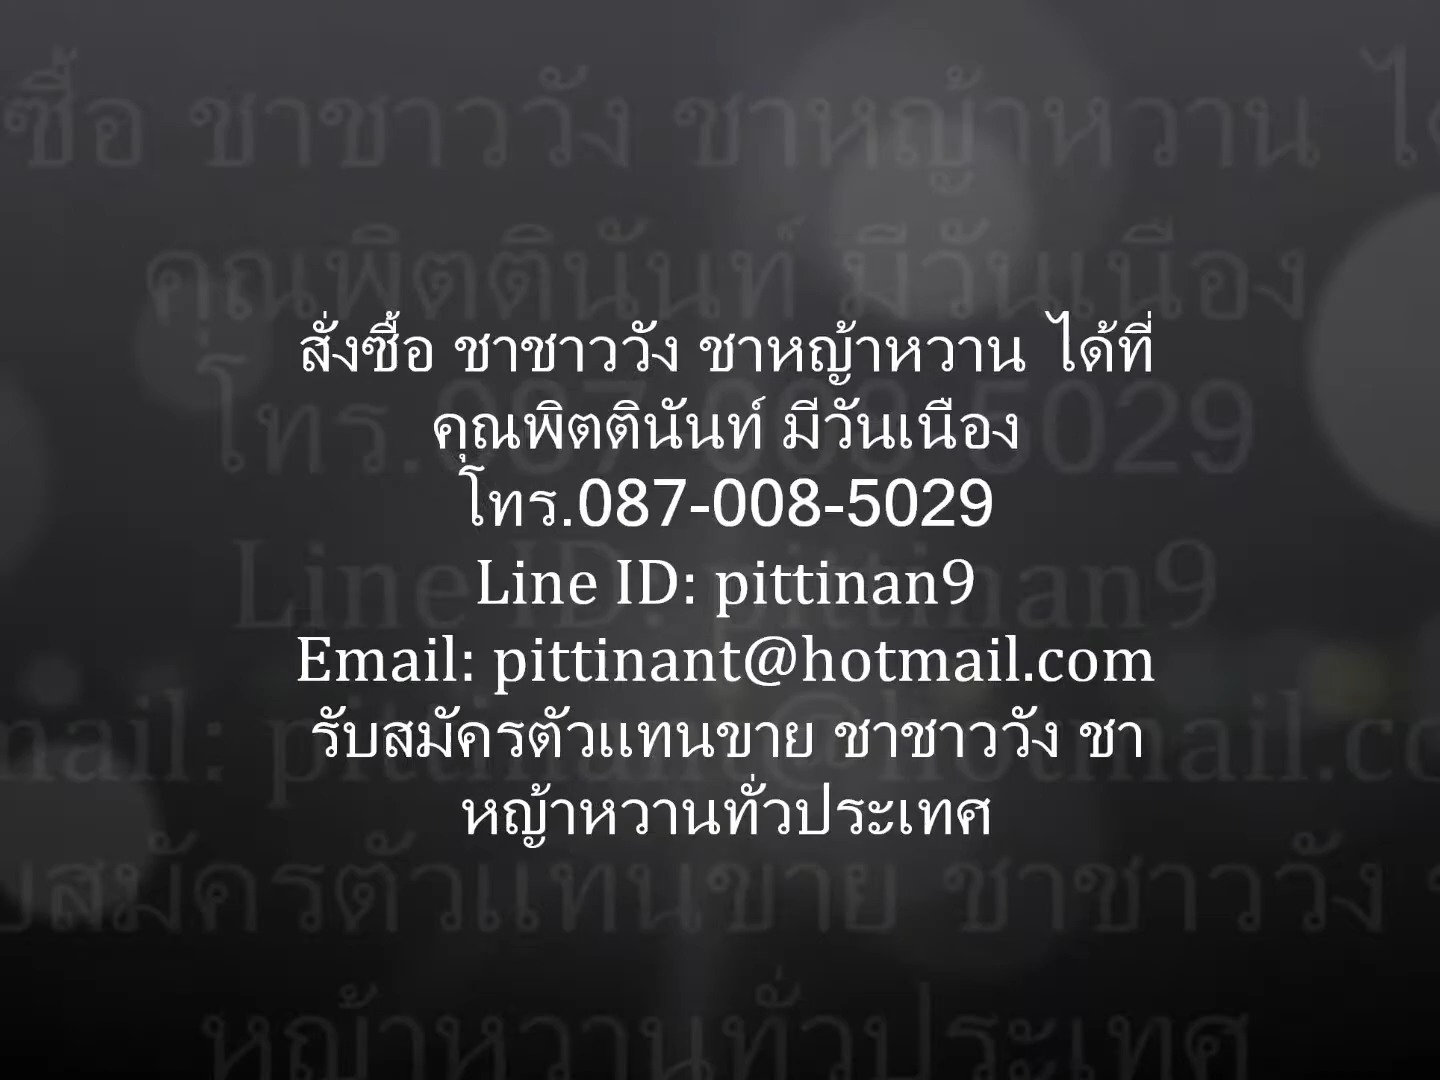 สั่งซื้อ ชาชาววัง ชาหญ้าหวาน ได้ที่
คุณพิตตินันท์ มีวันเนือง
โทร.087-008-5029
Line ID: pittinan9
Email: pittinant@hotmail.com
รับสมัครตัวแทนขาย ชาชาววัง ชา
หญ้าหวานทั่วประเทศ